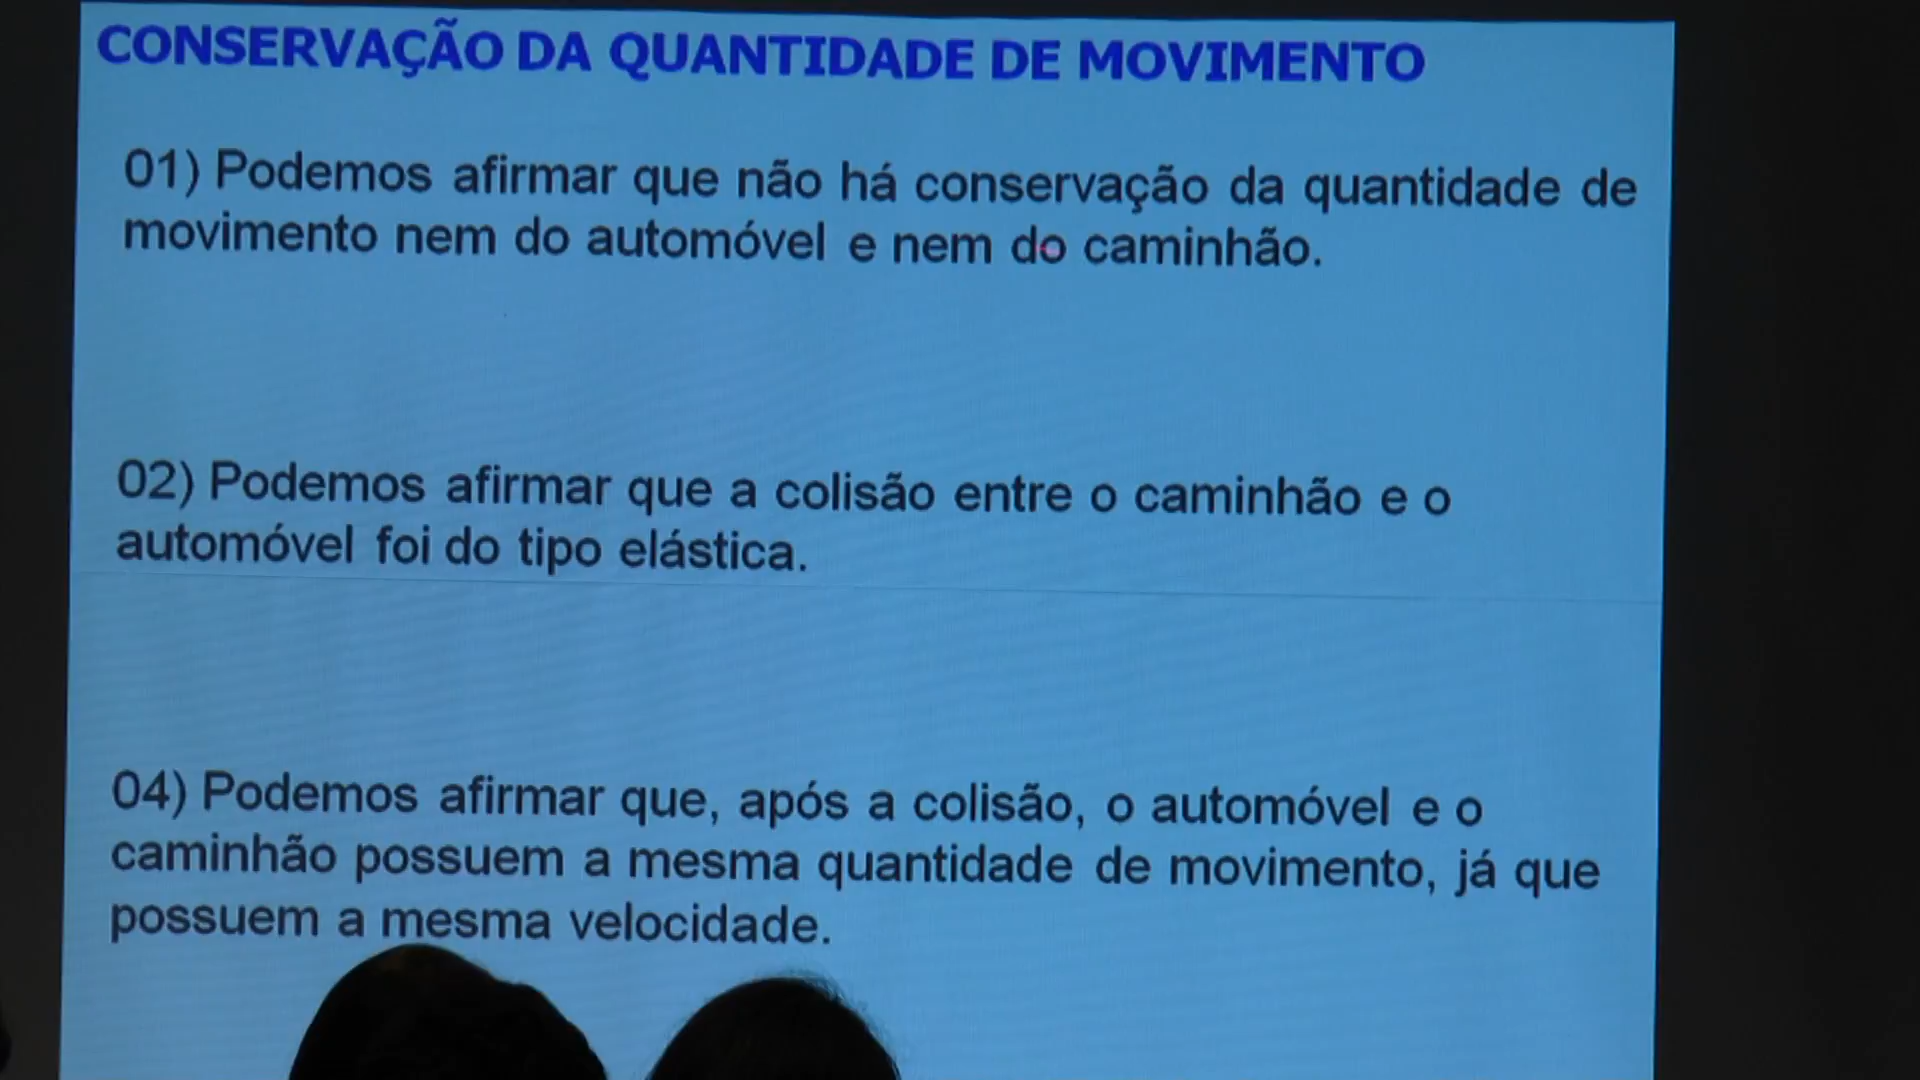 CONSERVAÇÃO DA QUANTIDADE DE MOVIMENTO
01) Podemos afirmar que não há conservação da quantidade de
movimento nem do automóvel e nem do caminhão.
02) Podemos afirmar que a colisão entre o caminhão e o
automóvel foi do tipo elástica.
04) Podemos afirmar que, após a colisão, o automóvel e o
caminhão possuem a mesma quantidade de movimento, já que
possuem a mesma velocidade.